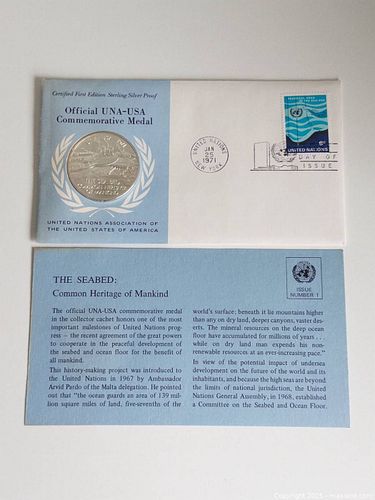 Certified First Edition Sterling Silver Proof
Official UNA-USA
Commemorative Medal
THE SEABED
COMMON HERITAGE
OF MANKIND
UNITED NATIONS ASSOCIATION OF
THE UNITED STATES OF AMERICA
UNITED NATIONS
JAN
25
1971
NEW YORK
UNITED NATIONS
6c
DAY OF
ISSUE
THE SEABED:
Common Heritage of Mankind
ISSUE
NUMBER 1
The official UNA-USA commemorative medal
in the collector cachet honors one of the most
important milestones of United Nations prog-
ress — the recent agreement of the great powers
to cooperate in the peaceful development of
the seabed and ocean floor for the benefit of
all mankind.
This history-making project was introduced to
the United Nations in 1967 by Ambassador
Arvid Pardo of the Malta delegation. He pointed
out that "the ocean guards an area of 139 mil-
lion square miles of land, five-sevenths of the
world's surface; beneath it lie mountains higher
than any on dry land, deeper canyons, vaster des-
erts. The mineral resources on the deep ocean
floor have accumulated for millions of years . . .
while on dry land man expends his non-
renewable resources at an ever-increasing pace."
In view of the potential impact of undersea
development on the future of the world and its
inhabitants, and because the high seas are beyond
the limits of national jurisdiction, the United
Nations General Assembly, in 1968, established
a Committee on the Seabed and Ocean Floor.